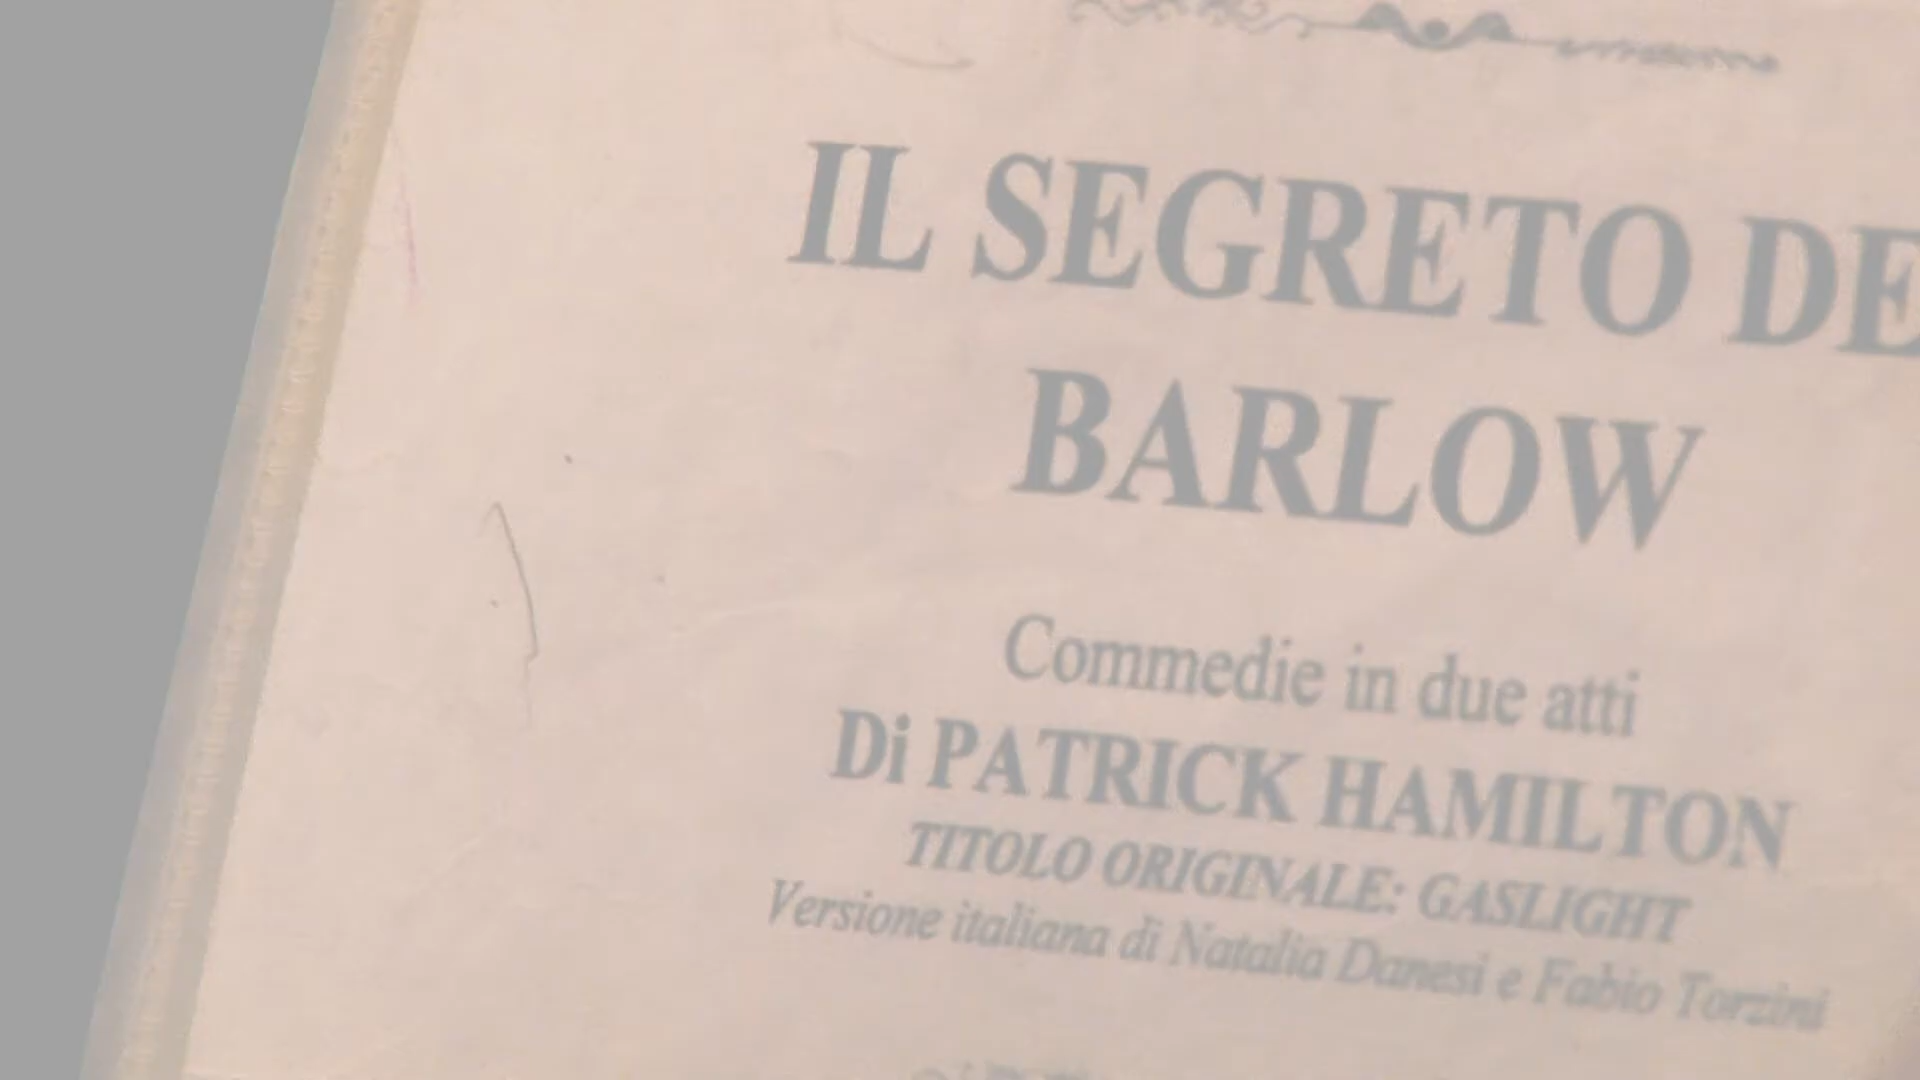 IL SEGRETO DE
BARLOW
Commedie in due atti
Di PATRICK HAMILTON
TITOLO ORIGINALE: GASLIGHT
Versione italiana di Natalia Danesi e Fabio Torzini